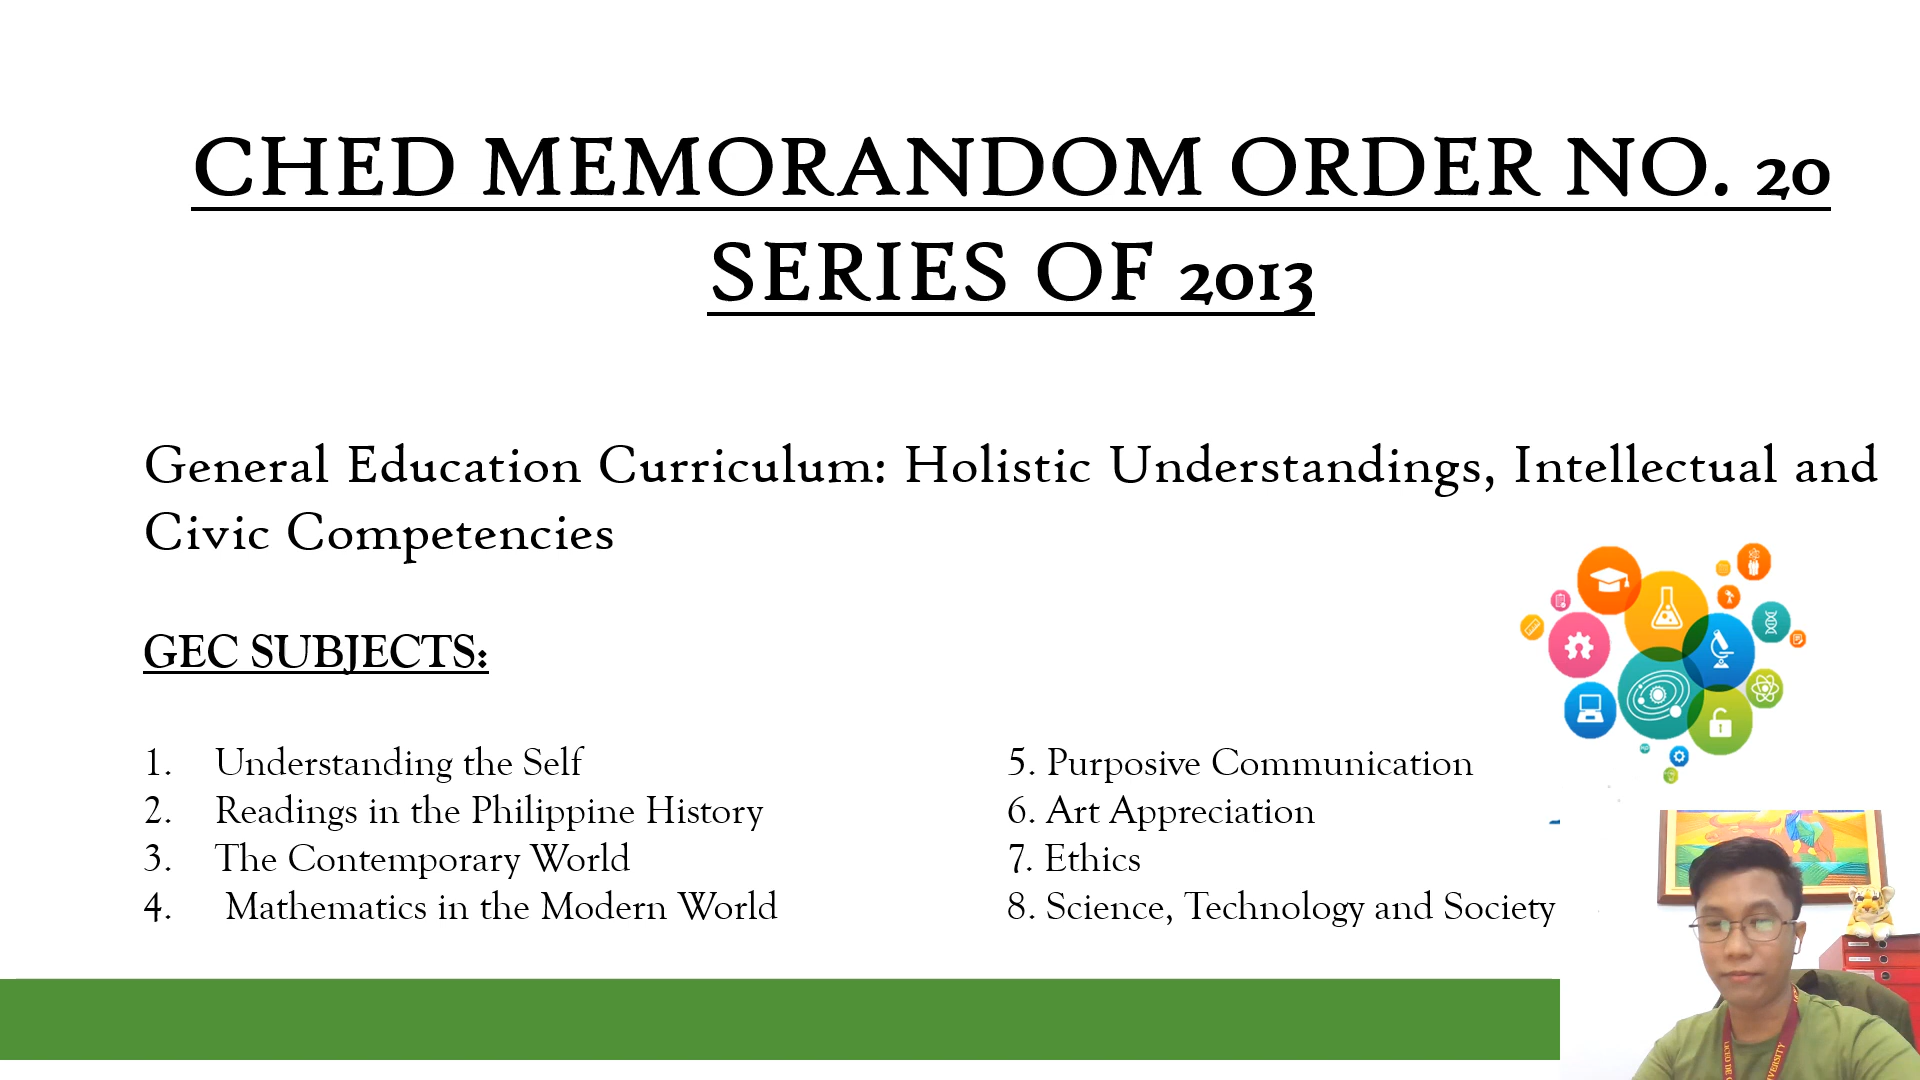 CHED MEMORANDOM ORDER NO. 20
SERIES OF 2013
General Education Curriculum: Holistic Understandings, Intellectual and
Civic Competencies
GEC SUBJECTS:
1. Understanding the Self
2. Readings in the Philippine History
3. The Contemporary World
4. Mathematics in the Modern World
5. Purposive Communication
6. Art Appreciation
7. Ethics
8. Science, Technology and Society